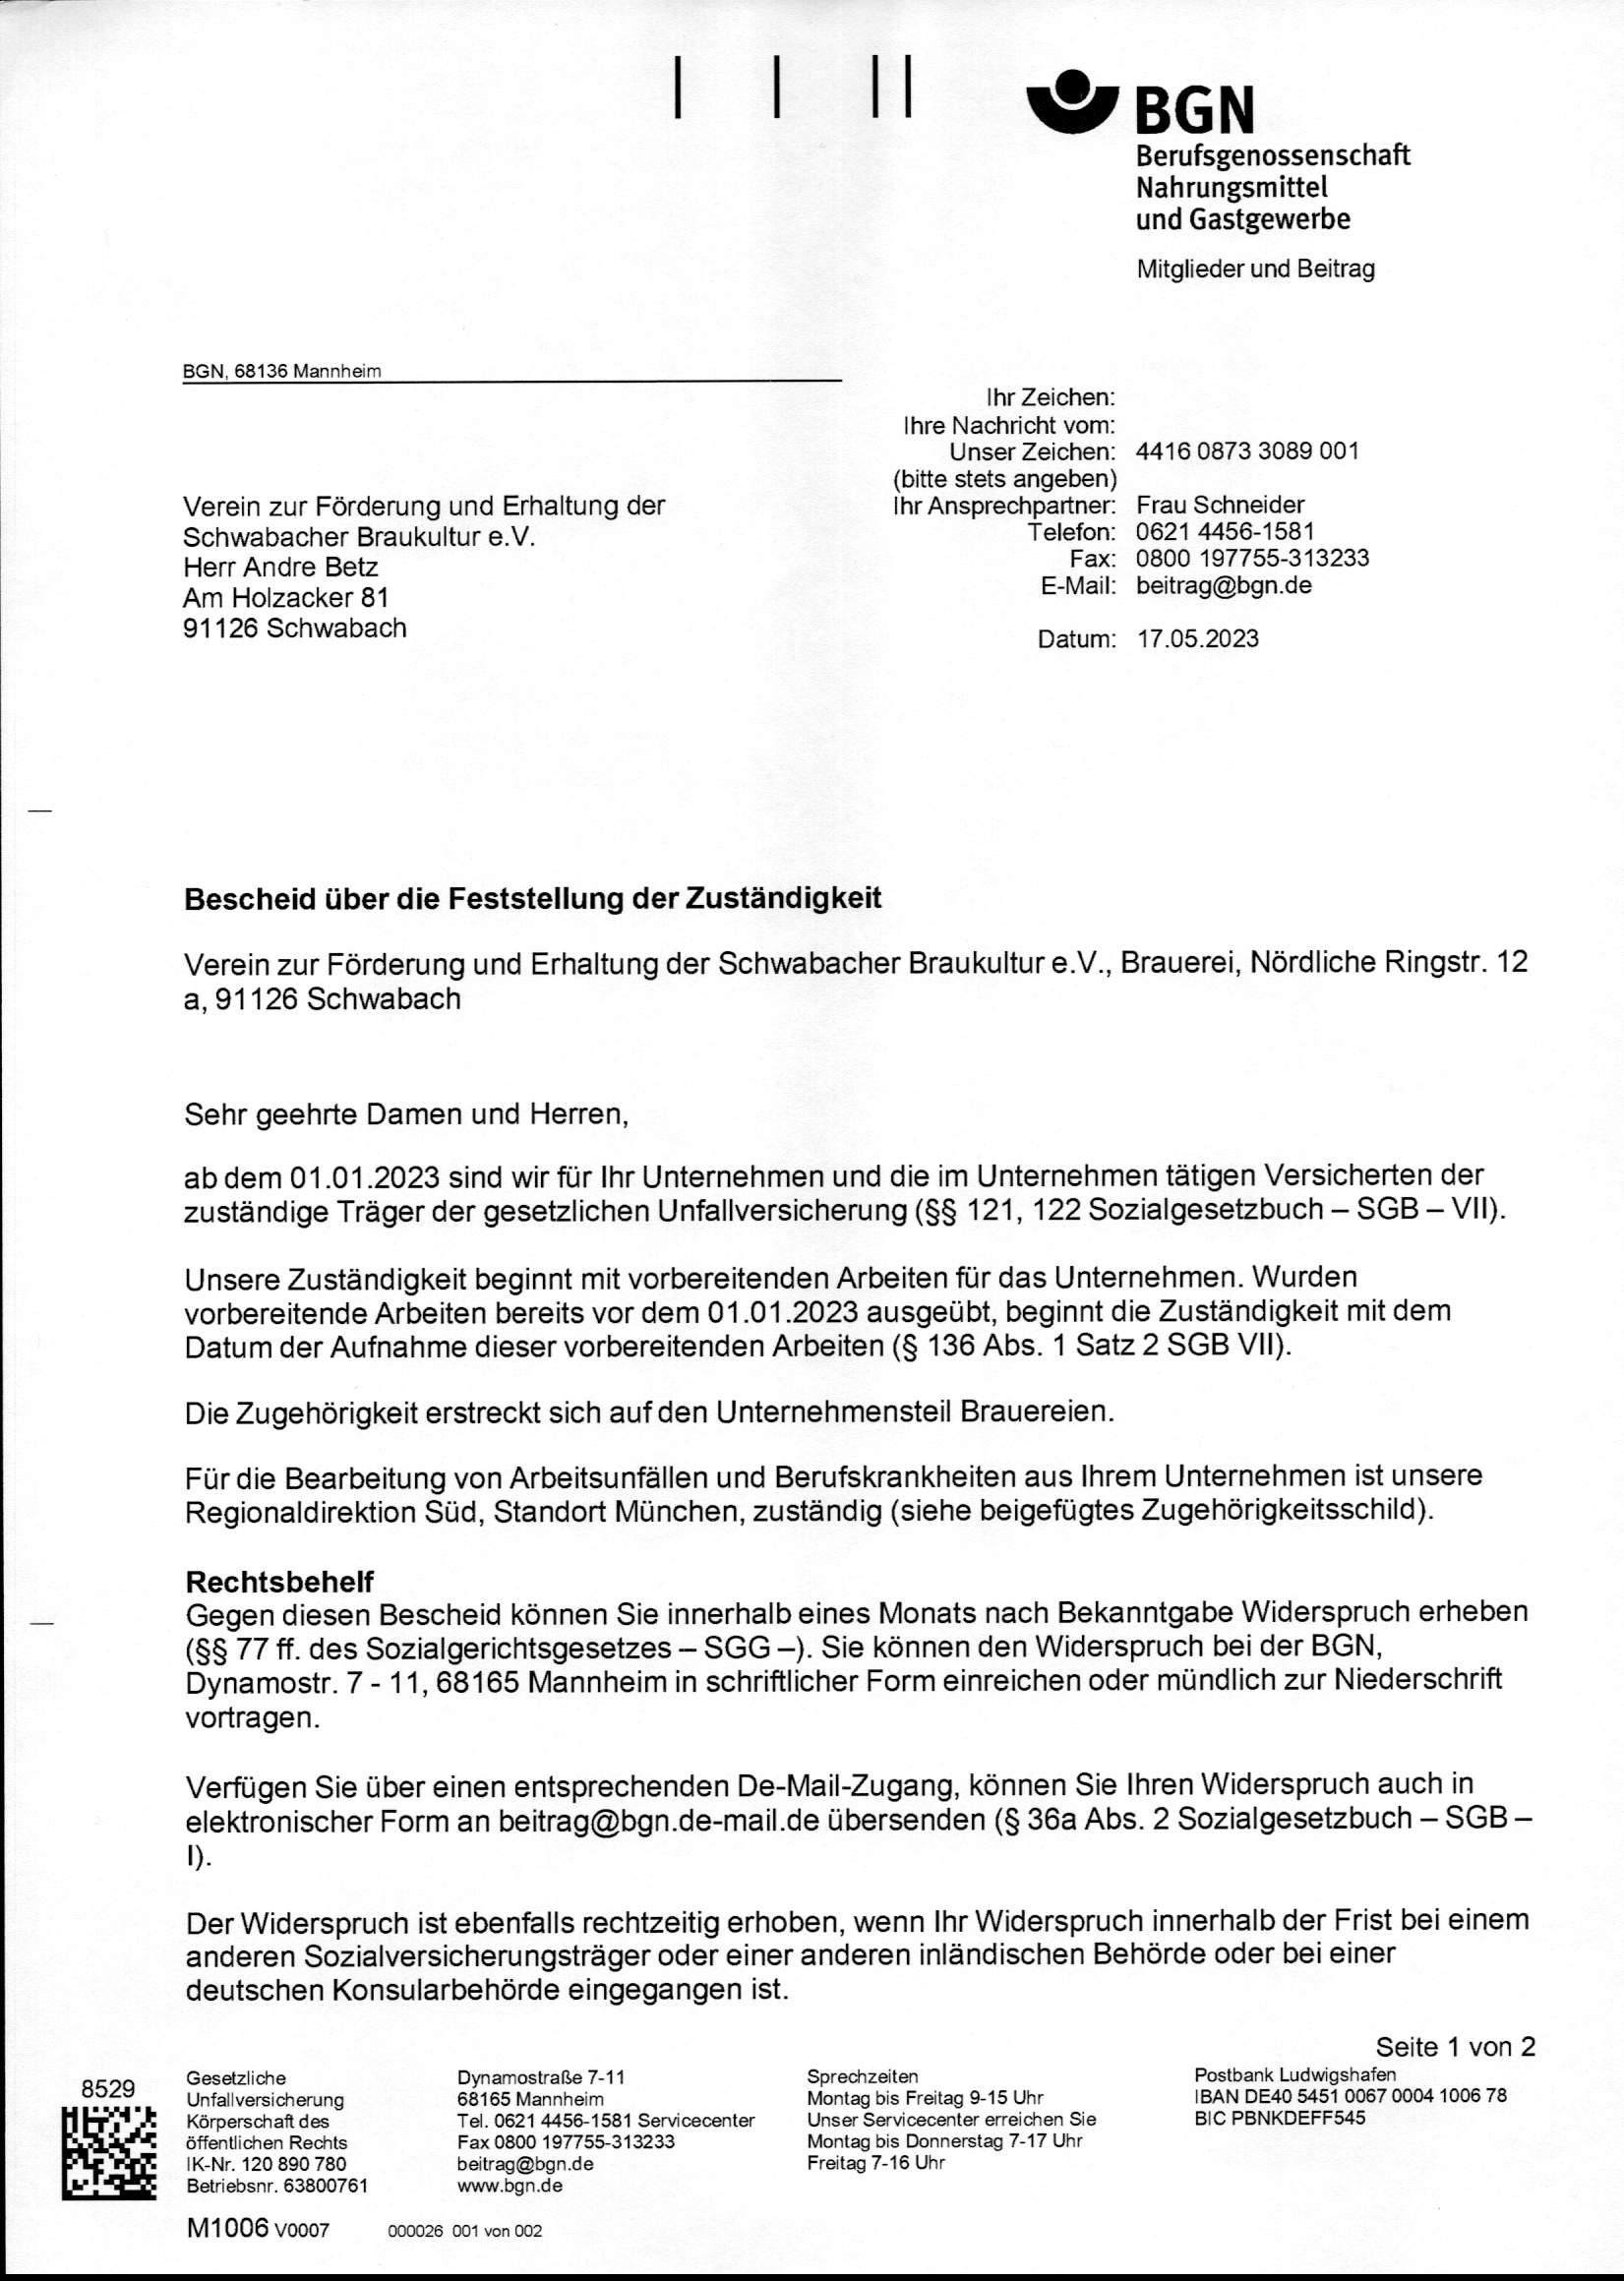 BGN
Berufsgenossenschaft
Nahrungsmittel
und Gastgewerbe
Mitglieder und Beitrag
BGN, 68136 Mannheim
Ihr Zeichen:
Ihre Nachricht vom:
Unser Zeichen: 4416 0873 3089 001
(bitte stets angeben)
Ihr Ansprechpartner: Frau Schneider
Telefon: 0621 4456-1581
Fax: 0800 197755-313233
E-Mail: beitrag@bgn.de
Datum: 17.05.2023
Verein zur Förderung und Erhaltung der
Schwabacher Braukultur e.V.
Herr Andre Betz
Am Holzacker 81
91126 Schwabach
Bescheid über die Feststellung der Zuständigkeit
Verein zur Förderung und Erhaltung der Schwabacher Braukultur e.V., Brauerei, Nördliche Ringstr. 12
a, 91126 Schwabach
Sehr geehrte Damen und Herren,
ab dem 01.01.2023 sind wir für Ihr Unternehmen und die im Unternehmen tätigen Versicherten der
zuständige Träger der gesetzlichen Unfallversicherung (§§ 121, 122 Sozialgesetzbuch – SGB – VII).
Unsere Zuständigkeit beginnt mit vorbereitenden Arbeiten für das Unternehmen. Wurden
vorbereitende Arbeiten bereits vor dem 01.01.2023 ausgeübt, beginnt die Zuständigkeit mit dem
Datum der Aufnahme dieser vorbereitenden Arbeiten (§ 136 Abs. 1 Satz 2 SGB VII).
Die Zugehörigkeit erstreckt sich auf den Unternehmensteil Brauereien.
Für die Bearbeitung von Arbeitsunfällen und Berufskrankheiten aus Ihrem Unternehmen ist unsere
Regionaldirektion Süd, Standort München, zuständig (siehe beigefügtes Zugehörigkeitsschild).
Rechtsbehelf
Gegen diesen Bescheid können Sie innerhalb eines Monats nach Bekanntgabe Widerspruch erheben
(§§ 77 ff. des Sozialgerichtsgesetzes – SGG –). Sie können den Widerspruch bei der BGN,
Dynamostr. 7 - 11, 68165 Mannheim in schriftlicher Form einreichen oder mündlich zur Niederschrift
vortragen.
Verfügen Sie über einen entsprechenden De-Mail-Zugang, können Sie Ihren Widerspruch auch in
elektronischer Form an beitrag@bgn.de-mail.de übersenden (§ 36a Abs. 2 Sozialgesetzbuch – SGB –
I).
Der Widerspruch ist ebenfalls rechtzeitig erhoben, wenn Ihr Widerspruch innerhalb der Frist bei einem
anderen Sozialversicherungsträger oder einer anderen inländischen Behörde oder bei einer
deutschen Konsularbehörde eingegangen ist.
Seite 1 von 2
8529
Gesetzliche
Unfallversicherung
Körperschaft des
öffentlichen Rechts
IK-Nr. 120 890 780
Betriebsnr. 63800761
Dynamostraße 7-11
68165 Mannheim
Tel. 0621 4456-1581 Servicecenter
Fax 0800 197755-313233
beitrag@bgn.de
www.bgn.de
Sprechzeiten
Montag bis Freitag 9-15 Uhr
Unser Servicecenter erreichen Sie
Montag bis Donnerstag 7-17 Uhr
Freitag 7-16 Uhr
Postbank Ludwigshafen
IBAN DE40 5451 0067 0004 1006 78
BIC PBNKDEFF545
M1006 V0007 000026 001 von 002